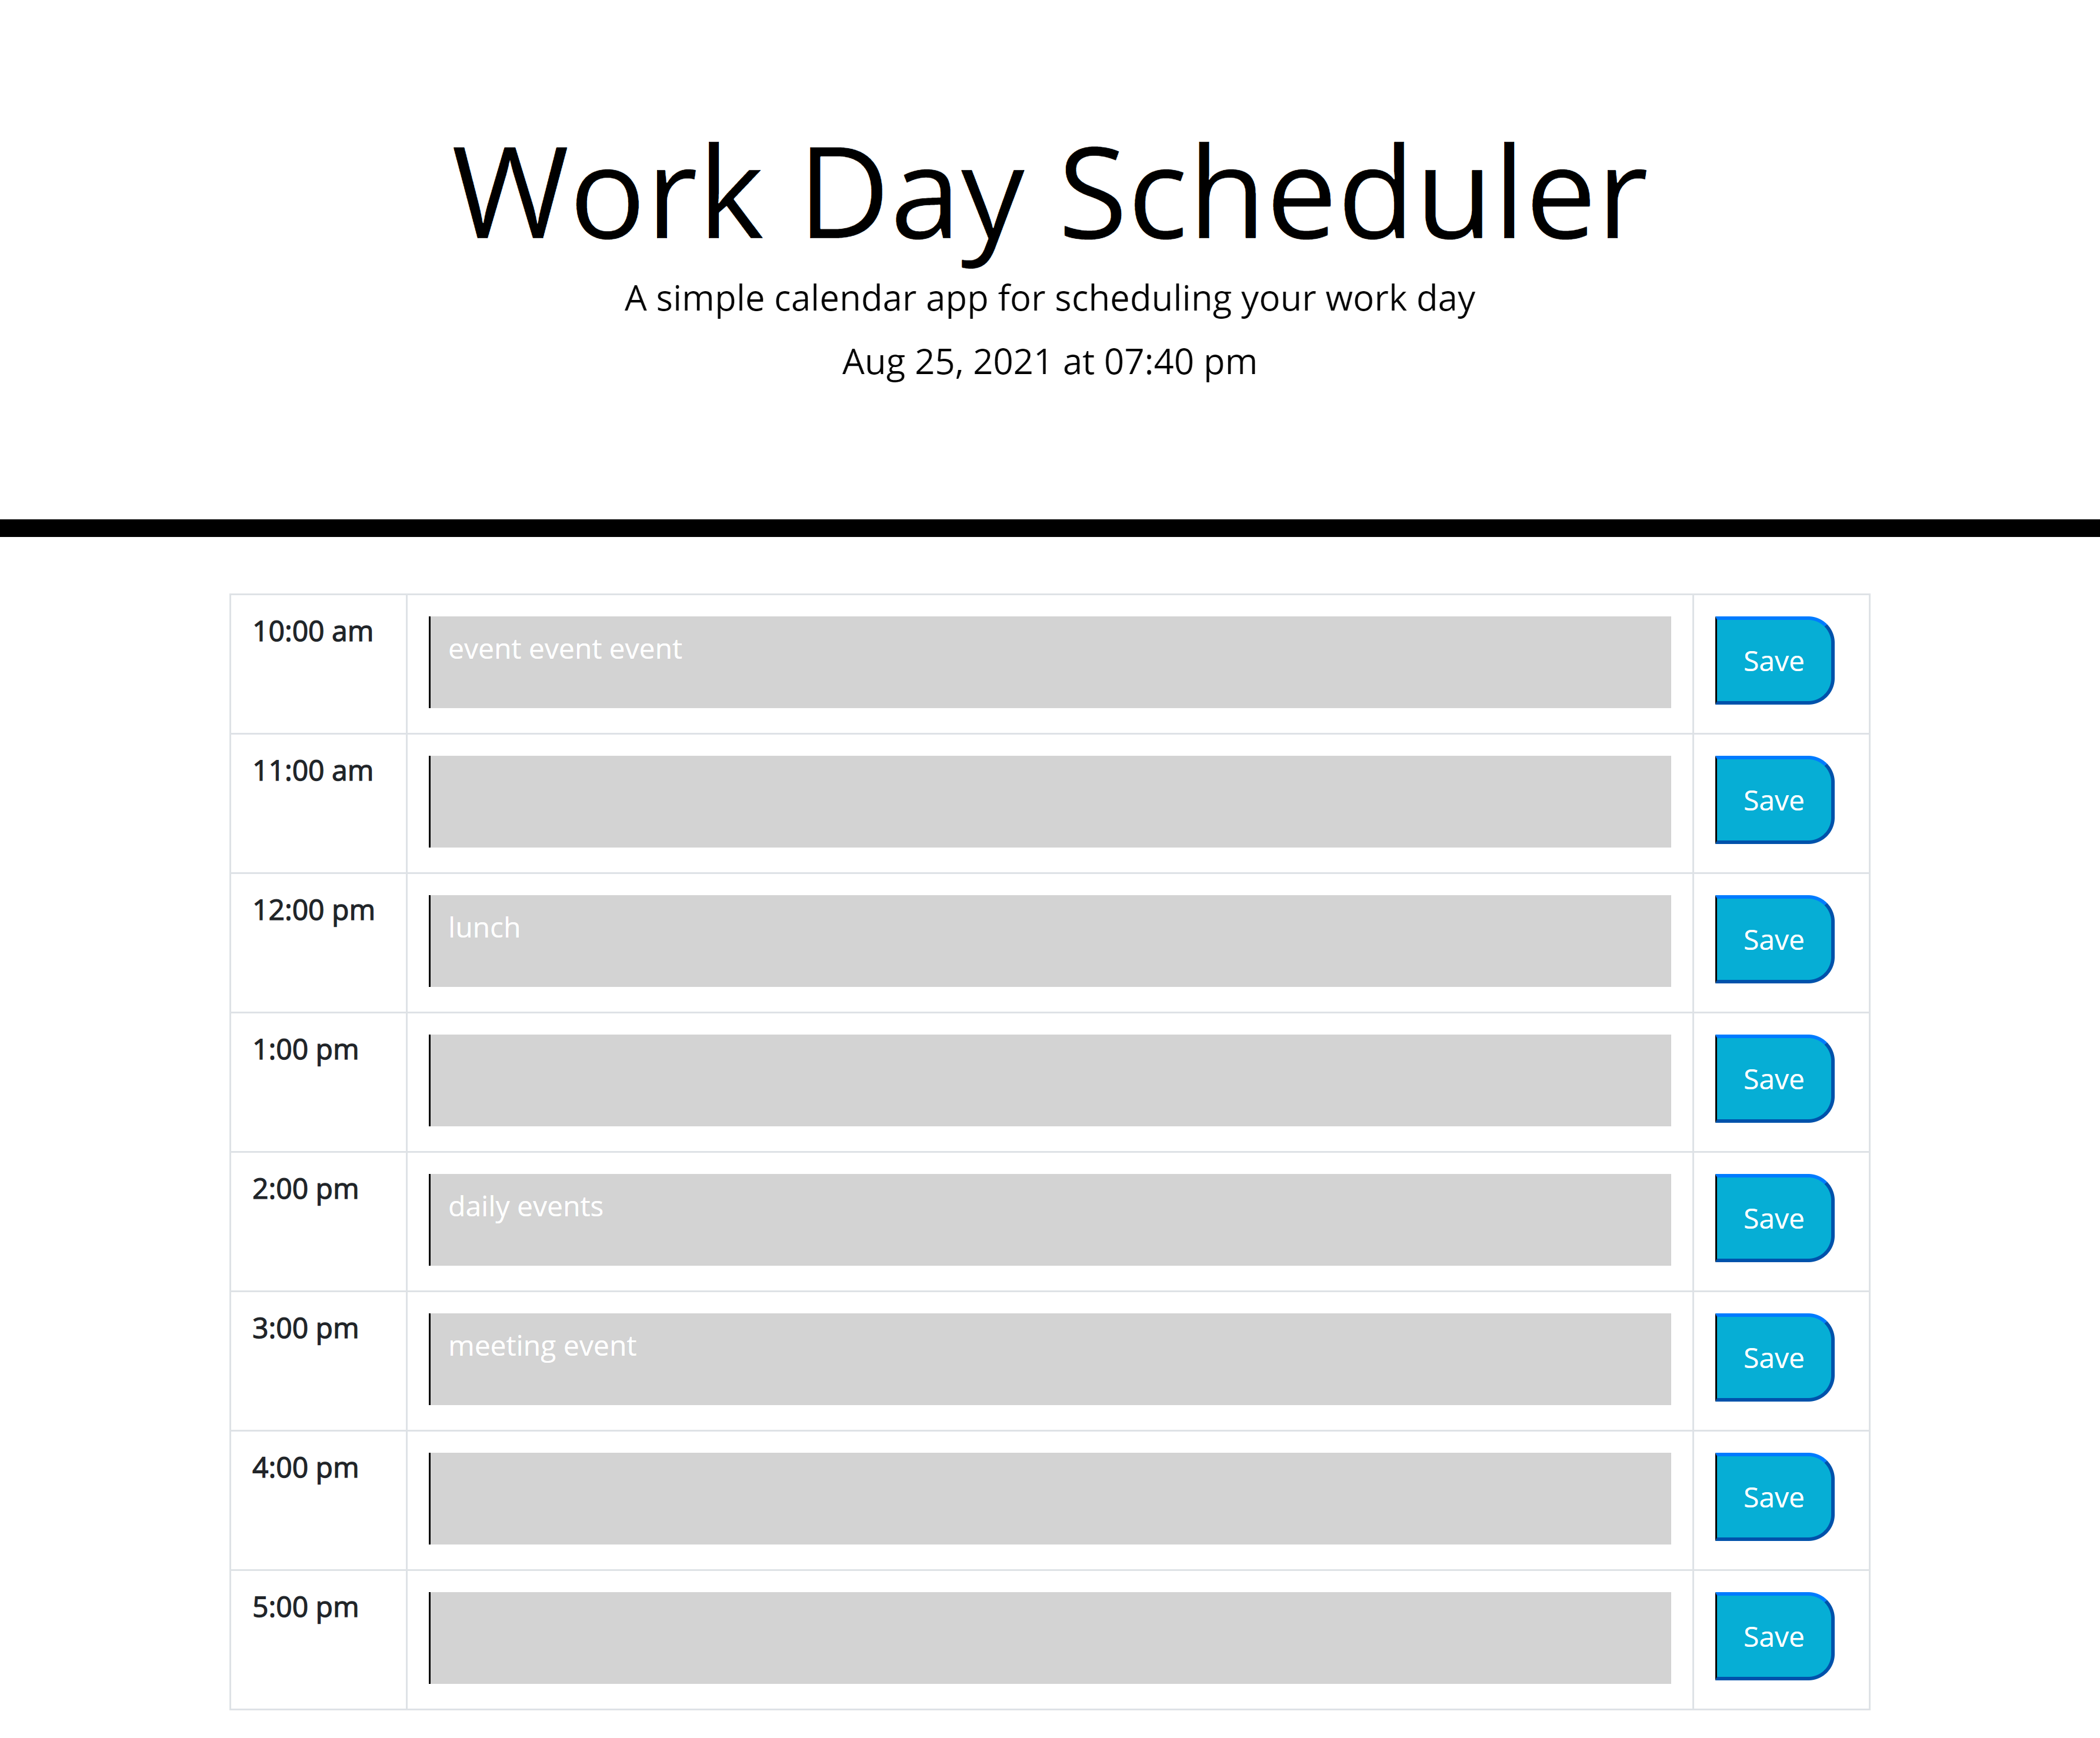 Work Day Scheduler
A simple calendar app for scheduling your work day
Aug 25, 2021 at 07:40 pm
10:00 am event event event Save
11:00 am Save
12:00 pm lunch Save
1:00 pm Save
2:00 pm daily events Save
3:00 pm meeting event Save
4:00 pm Save
5:00 pm Save